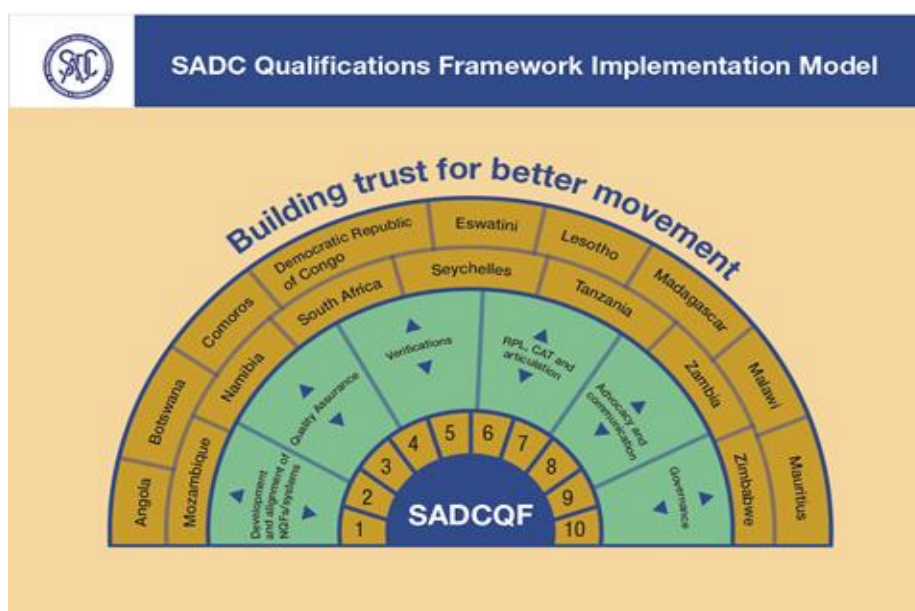 SADC
SADC Qualifications Framework Implementation Model
Building trust for better movement
Angola
Botswana
Comoros
Democratic Republic
of Congo
Eswatini
Lesotho
Madagascar
Malawi
Mauritius
Mozambique
Namibia
South Africa
Seychelles
Tanzania
Zambia
Zimbabwe
Development
and alignment of
NQFs/systems
Quality Assurance
Verifications
RPL, CAT and
articulation
Advocacy and
communication
Governance
1
2
3
4
5
6
7
8
9
10
SADCQF